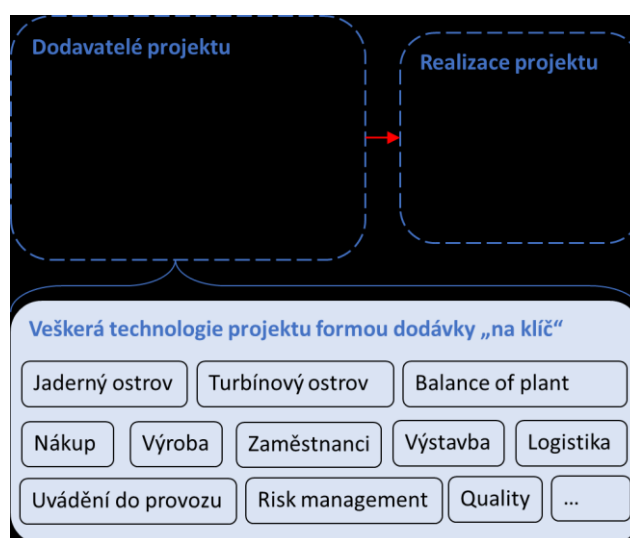 Dodavatelé projektu
Realizace projektu
Veškerá technologie projektu formou dodávky „na klíč“
Jaderný ostrov
Turbínový ostrov
Balance of plant
Nákup
Výroba
Zaměstnanci
Výstavba
Logistika
Uvádění do provozu
Risk management
Quality
...